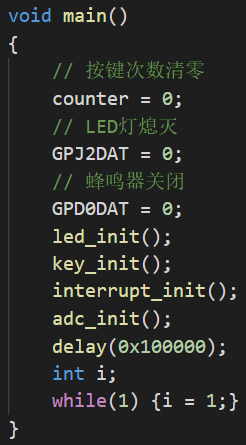 void main()
{
    // 按键次数清零
    counter = 0;
    // LED灯熄灭
    GPJ2DAT = 0;
    // 蜂鸣器关闭
    GPD0DAT = 0;
    led_init();
    key_init();
    interrupt_init();
    adc_init();
    delay(0x100000);
    int i;
    while(1) {i = 1;}
}